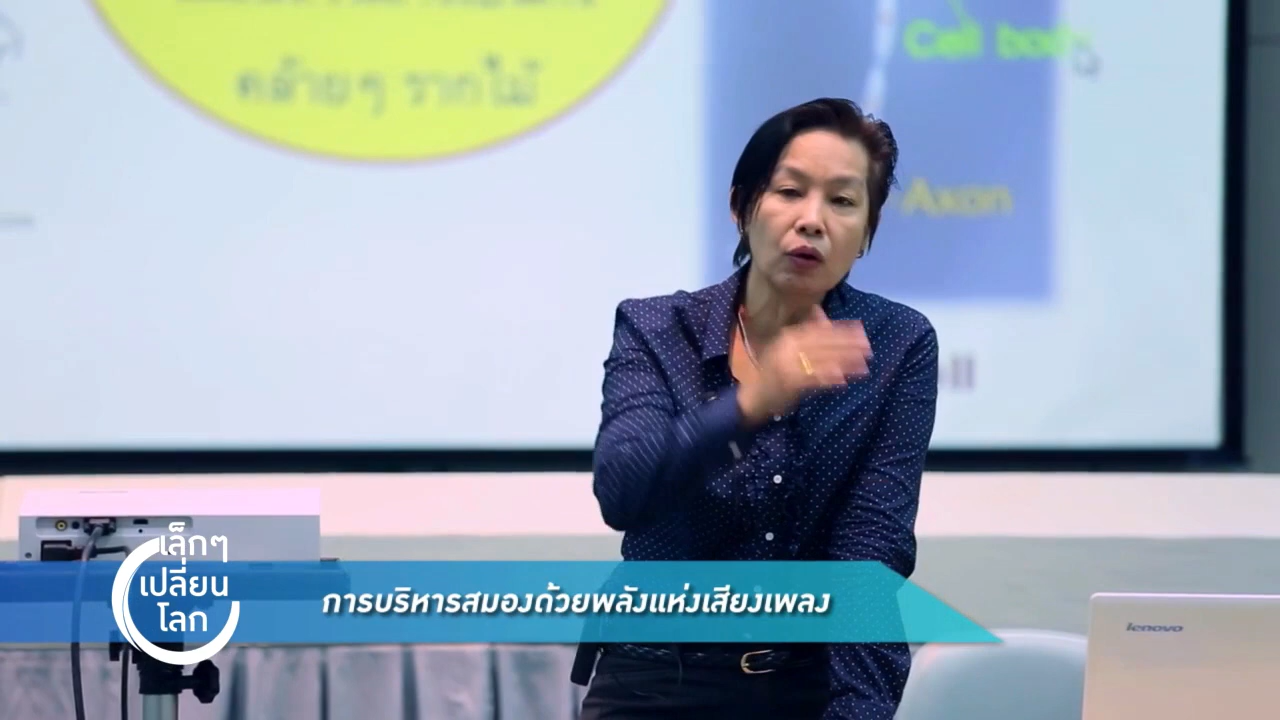 คล้ายๆ รากไม้
Cell body
Axon
เล็กๆ
เปลี่ยน
โลก
การบริหารสมองด้วยพลังแห่งเสียงเพลง
lenovo